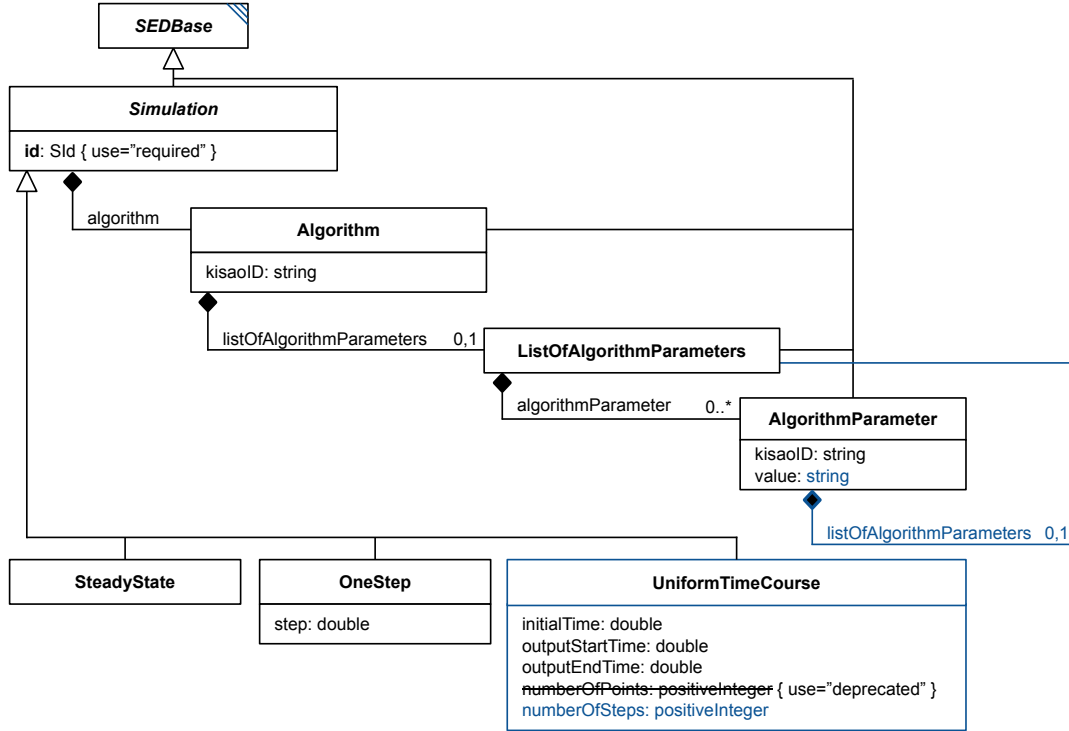 SEDBase
Simulation
id: SId { use=”required” }
algorithm
Algorithm
kisaoID: string
listOfAlgorithmParameters 0,1
ListOfAlgorithmParameters
algorithmParameter 0..*
AlgorithmParameter
kisaoID: string
value: string
listOfAlgorithmParameters 0,1
SteadyState
OneStep
step: double
UniformTimeCourse
initialTime: double
outputStartTime: double
outputEndTime: double
numberOfPoints: positiveInteger { use=”deprecated” }
numberOfSteps: positiveInteger